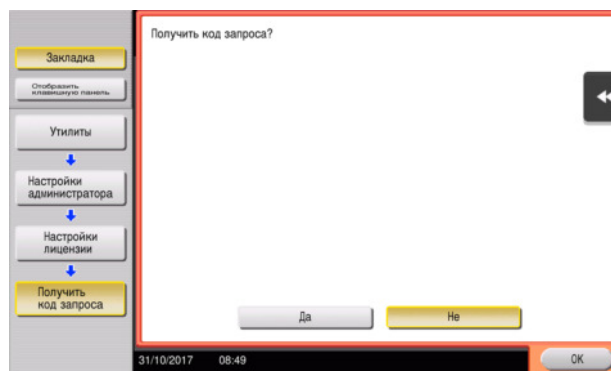 Получить код запроса?
Закладка
Отобразить
клавишную панель
Утилиты
Настройки
администратора
Настройки
лицензии
Получить
код запроса
Да
Не
31/10/2017 08:49
OK